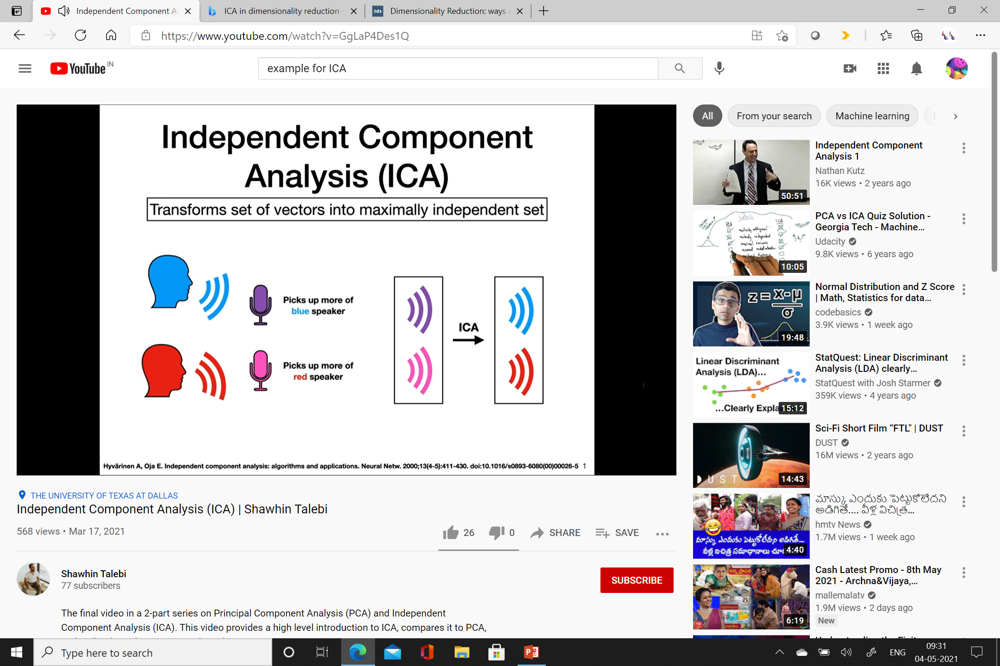 Independent Component A
ICA in dimensionality reduction -
tds
Dimensionality Reduction: ways a
https://www.youtube.com/watch?v=GgLaP4Des1Q
YouTube IN
example for ICA
Independent Component
Analysis (ICA)
Transforms set of vectors into maximally independent set
Picks up more of
blue speaker
Picks up more of
red speaker
ICA
Hyvärinen A, Oja E. Independent component analysis: algorithms and applications. Neural Netw. 2000;13(4-5):411-430. doi:10.1016/s0893-6080(00)00026-5 1
THE UNIVERSITY OF TEXAS AT DALLAS
Independent Component Analysis (ICA) | Shawhin Talebi
568 views • Mar 17, 2021
26
0
SHARE
SAVE
Shawhin Talebi
77 subscribers
SUBSCRIBE
The final video in a 2-part series on Principal Component Analysis (PCA) and Independent
Component Analysis (ICA). This video provides a high level introduction to ICA, compares it to PCA,
All
From your search
Machine learning
50:51
Independent Component
Analysis 1
Nathan Kutz
16K views • 2 years ago
Quiz
PCA
ICA
10:05
PCA vs ICA Quiz Solution -
Georgia Tech - Machine...
Udacity
9.8K views • 6 years ago
z = x-μ
σ
19:48
Normal Distribution and Z Score
| Math, Statistics for data...
codebasics
3.9K views • 1 week ago
Linear Discriminant
Analysis (LDA)...
...Clearly Expla
15:12
StatQuest: Linear Discriminant
Analysis (LDA) clearly...
StatQuest with Josh Starmer
359K views • 4 years ago
DUST
14:43
Sci-Fi Short Film “FTL" | DUST
DUST
16M views • 2 years ago
మాస్కు ఎందుకు పెట్టుకోలేదని అడిగితే....
వీళ్ల విచిత్ర సమాధానాలు చూ
4:40
మాస్కు ఎందుకు పెట్టుకోలేదని
అడిగితే.... వీళ్ల విచిత్ర...
hmtv News
1.7M views • 1 week ago
6:19
Cash Latest Promo - 8th May
2021 - Archna&Vijaya,...
mallemalatv
1.9M views • 2 days ago
New
Type here to search
ENG
09:31
04-05-2021